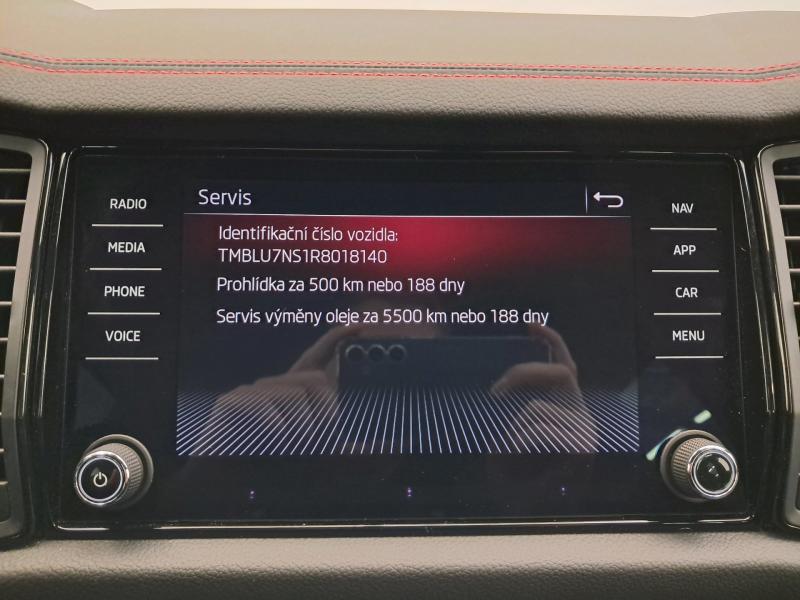 Servis
RADIO
MEDIA
PHONE
VOICE
Identifikační číslo vozidla:
TMBLU7NS1R8018140
Prohlídka za 500 km nebo 188 dny
Servis výměny oleje za 5500 km nebo 188 dny
NAV
APP
CAR
MENU